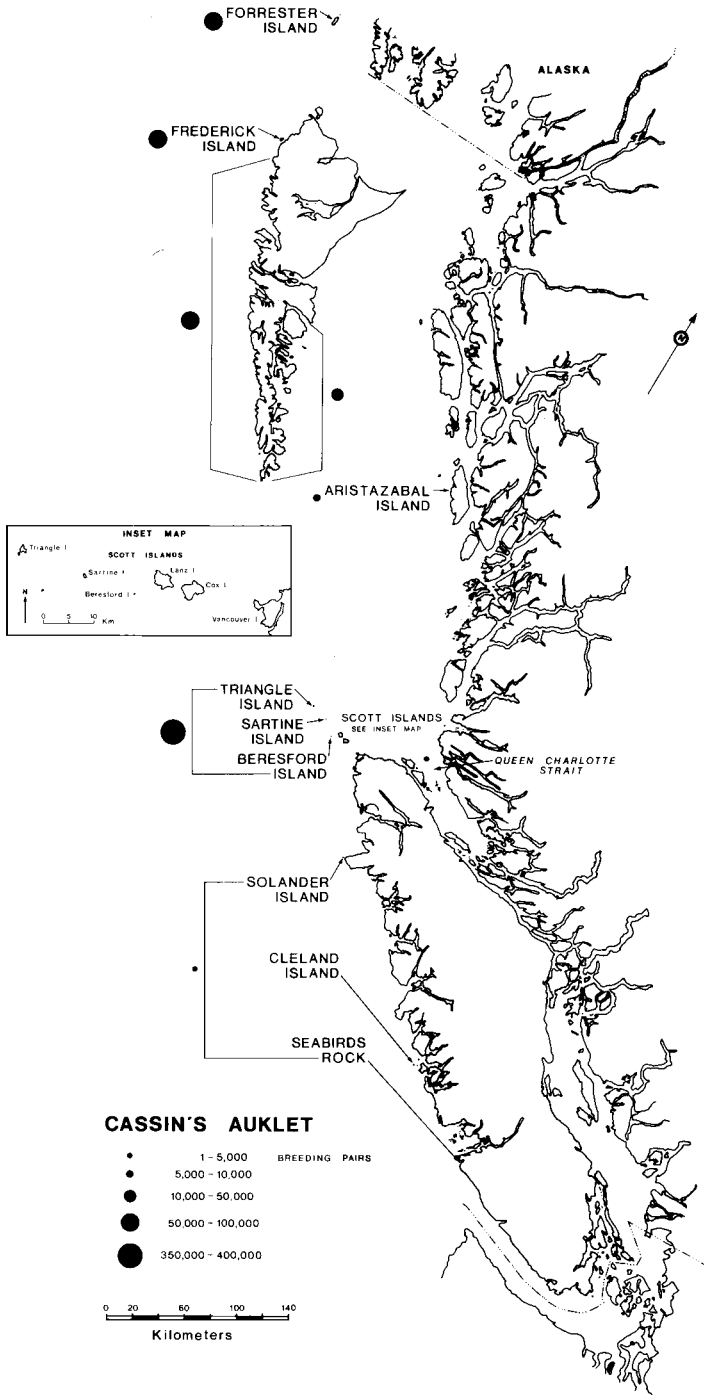 FORRESTER
ISLAND
ALASKA
FREDERICK
ISLAND
N
ARISTAZABAL
ISLAND
INSET MAP
SCOTT ISLANDS
Triangle I
Sartine I
Lanz I
Cox I
Beresford I
N
0 5 10 Km
Vancouver I
TRIANGLE
ISLAND
SARTINE
ISLAND
BERESFORD
ISLAND
SCOTT ISLANDS
SEE INSET MAP
QUEEN CHARLOTTE
STRAIT
SOLANDER
ISLAND
CLELAND
ISLAND
SEABIRDS
ROCK
CASSIN'S AUKLET
1 - 5,000 BREEDING PAIRS
5,000 - 10,000
10,000 - 50,000
50,000 - 100,000
350,000 - 400,000
0 20 40 60 80 100 120 140
Kilometers